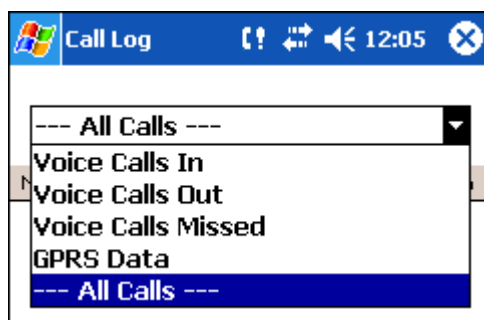 Call Log 12:05
--- All Calls ---
Voice Calls In
Voice Calls Out
Voice Calls Missed
GPRS Data
--- All Calls ---